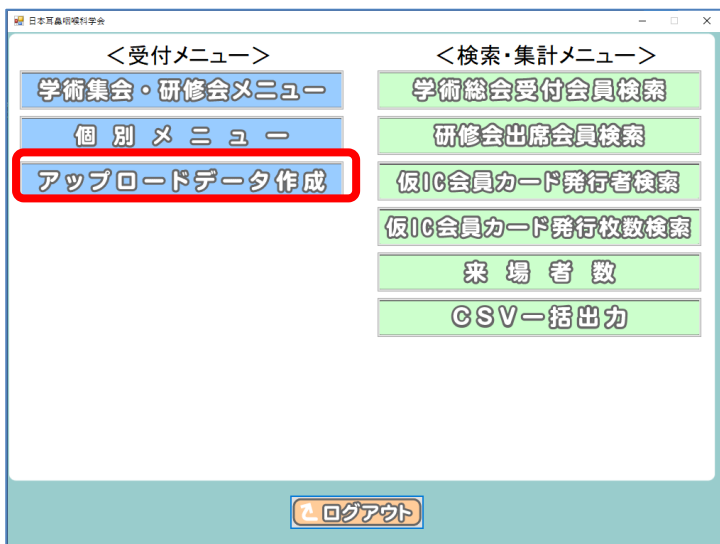 日本耳鼻咽喉科学会
＜受付メニュー＞
学術集会・研修会メニュー
個別メニュー
アップロードデータ作成
＜検索・集計メニュー＞
学術総会受付会員検索
研修会出席会員検索
仮IC会員カード発行者検索
仮IC会員カード発行枚数検索
来場者数
CSV一括出力
ログアウト